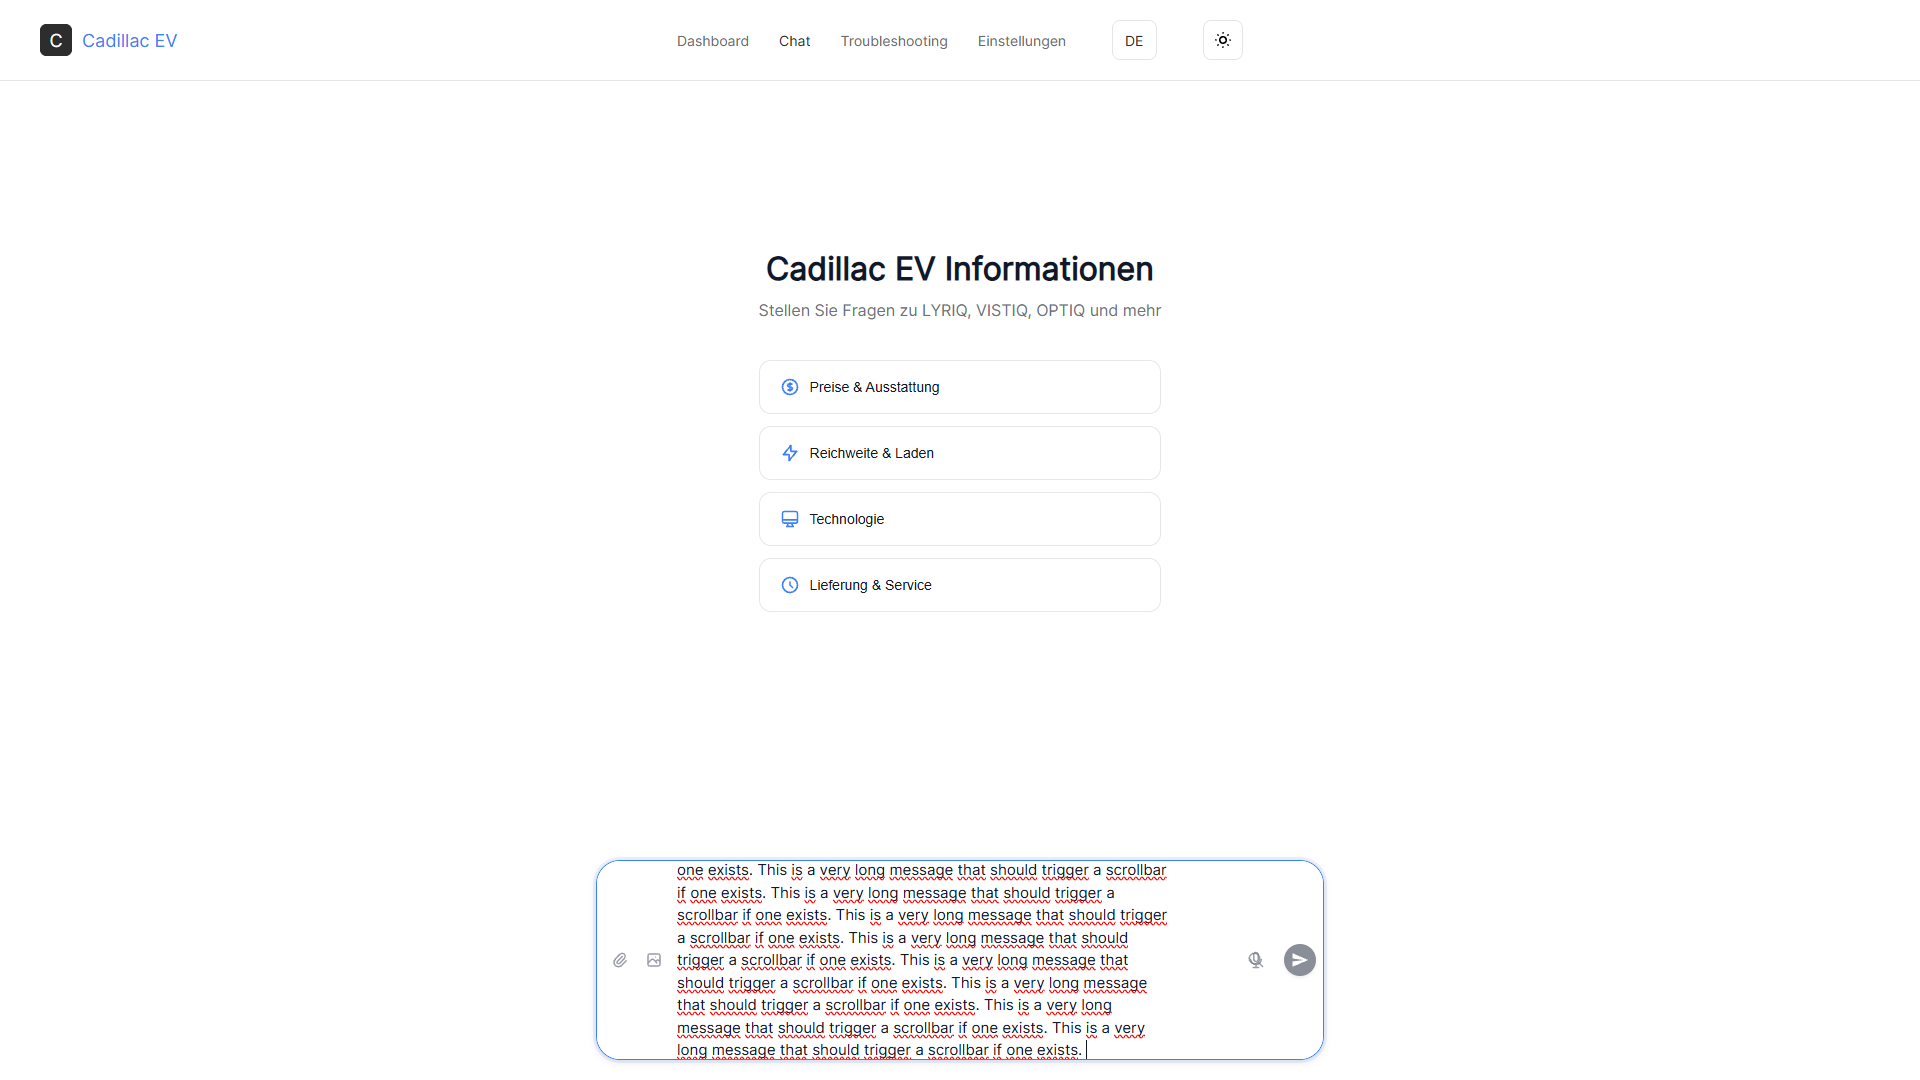 C Cadillac EV
Dashboard Chat Troubleshooting Einstellungen DE
Cadillac EV Informationen
Stellen Sie Fragen zu LYRIQ, VISTIQ, OPTIQ und mehr
Preise & Ausstattung
Reichweite & Laden
Technologie
Lieferung & Service
one exists. This is a very long message that should trigger a scrollbar
if one exists. This is a very long message that should trigger a
scrollbar if one exists. This is a very long message that should trigger
a scrollbar if one exists. This is a very long message that should
trigger a scrollbar if one exists. This is a very long message that
should trigger a scrollbar if one exists. This is a very long message
that should trigger a scrollbar if one exists. This is a very long
message that should trigger a scrollbar if one exists. This is a very
long message that should trigger a scrollbar if one exists.